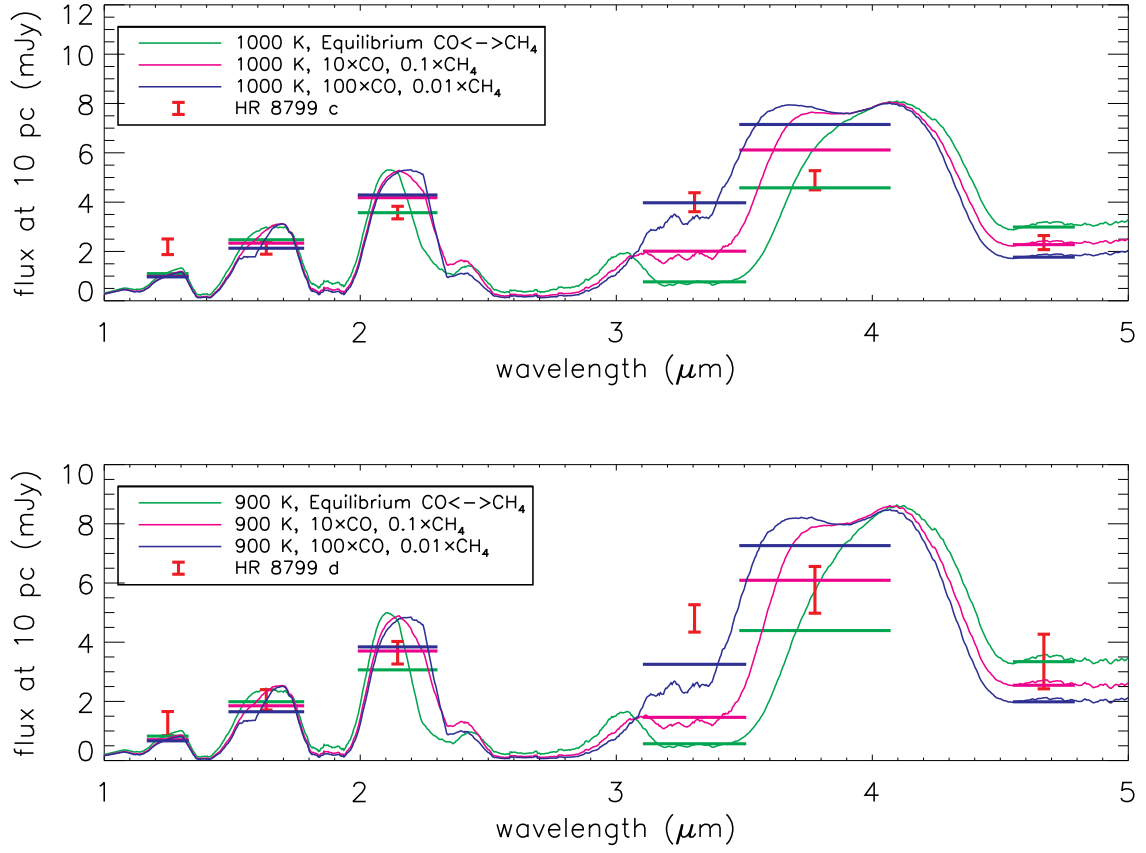 12
10
8
6
4
2
0
flux at 10 pc (mJy)
1000 K, Equilibrium CO<->CH₄
1000 K, 10×CO, 0.1×CH₄
1000 K, 100×CO, 0.01×CH₄
HR 8799 c
1 2 3 4 5
wavelength (μm)
10
8
6
4
2
0
flux at 10 pc (mJy)
900 K, Equilibrium CO<->CH₄
900 K, 10×CO, 0.1×CH₄
900 K, 100×CO, 0.01×CH₄
HR 8799 d
1 2 3 4 5
wavelength (μm)